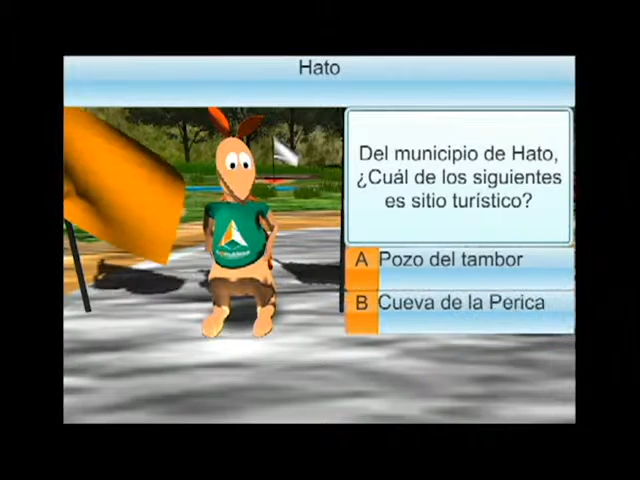 Hato
Del municipio de Hato,
¿Cuál de los siguientes
es sitio turístico?
A Pozo del tambor
B Cueva de la Perica